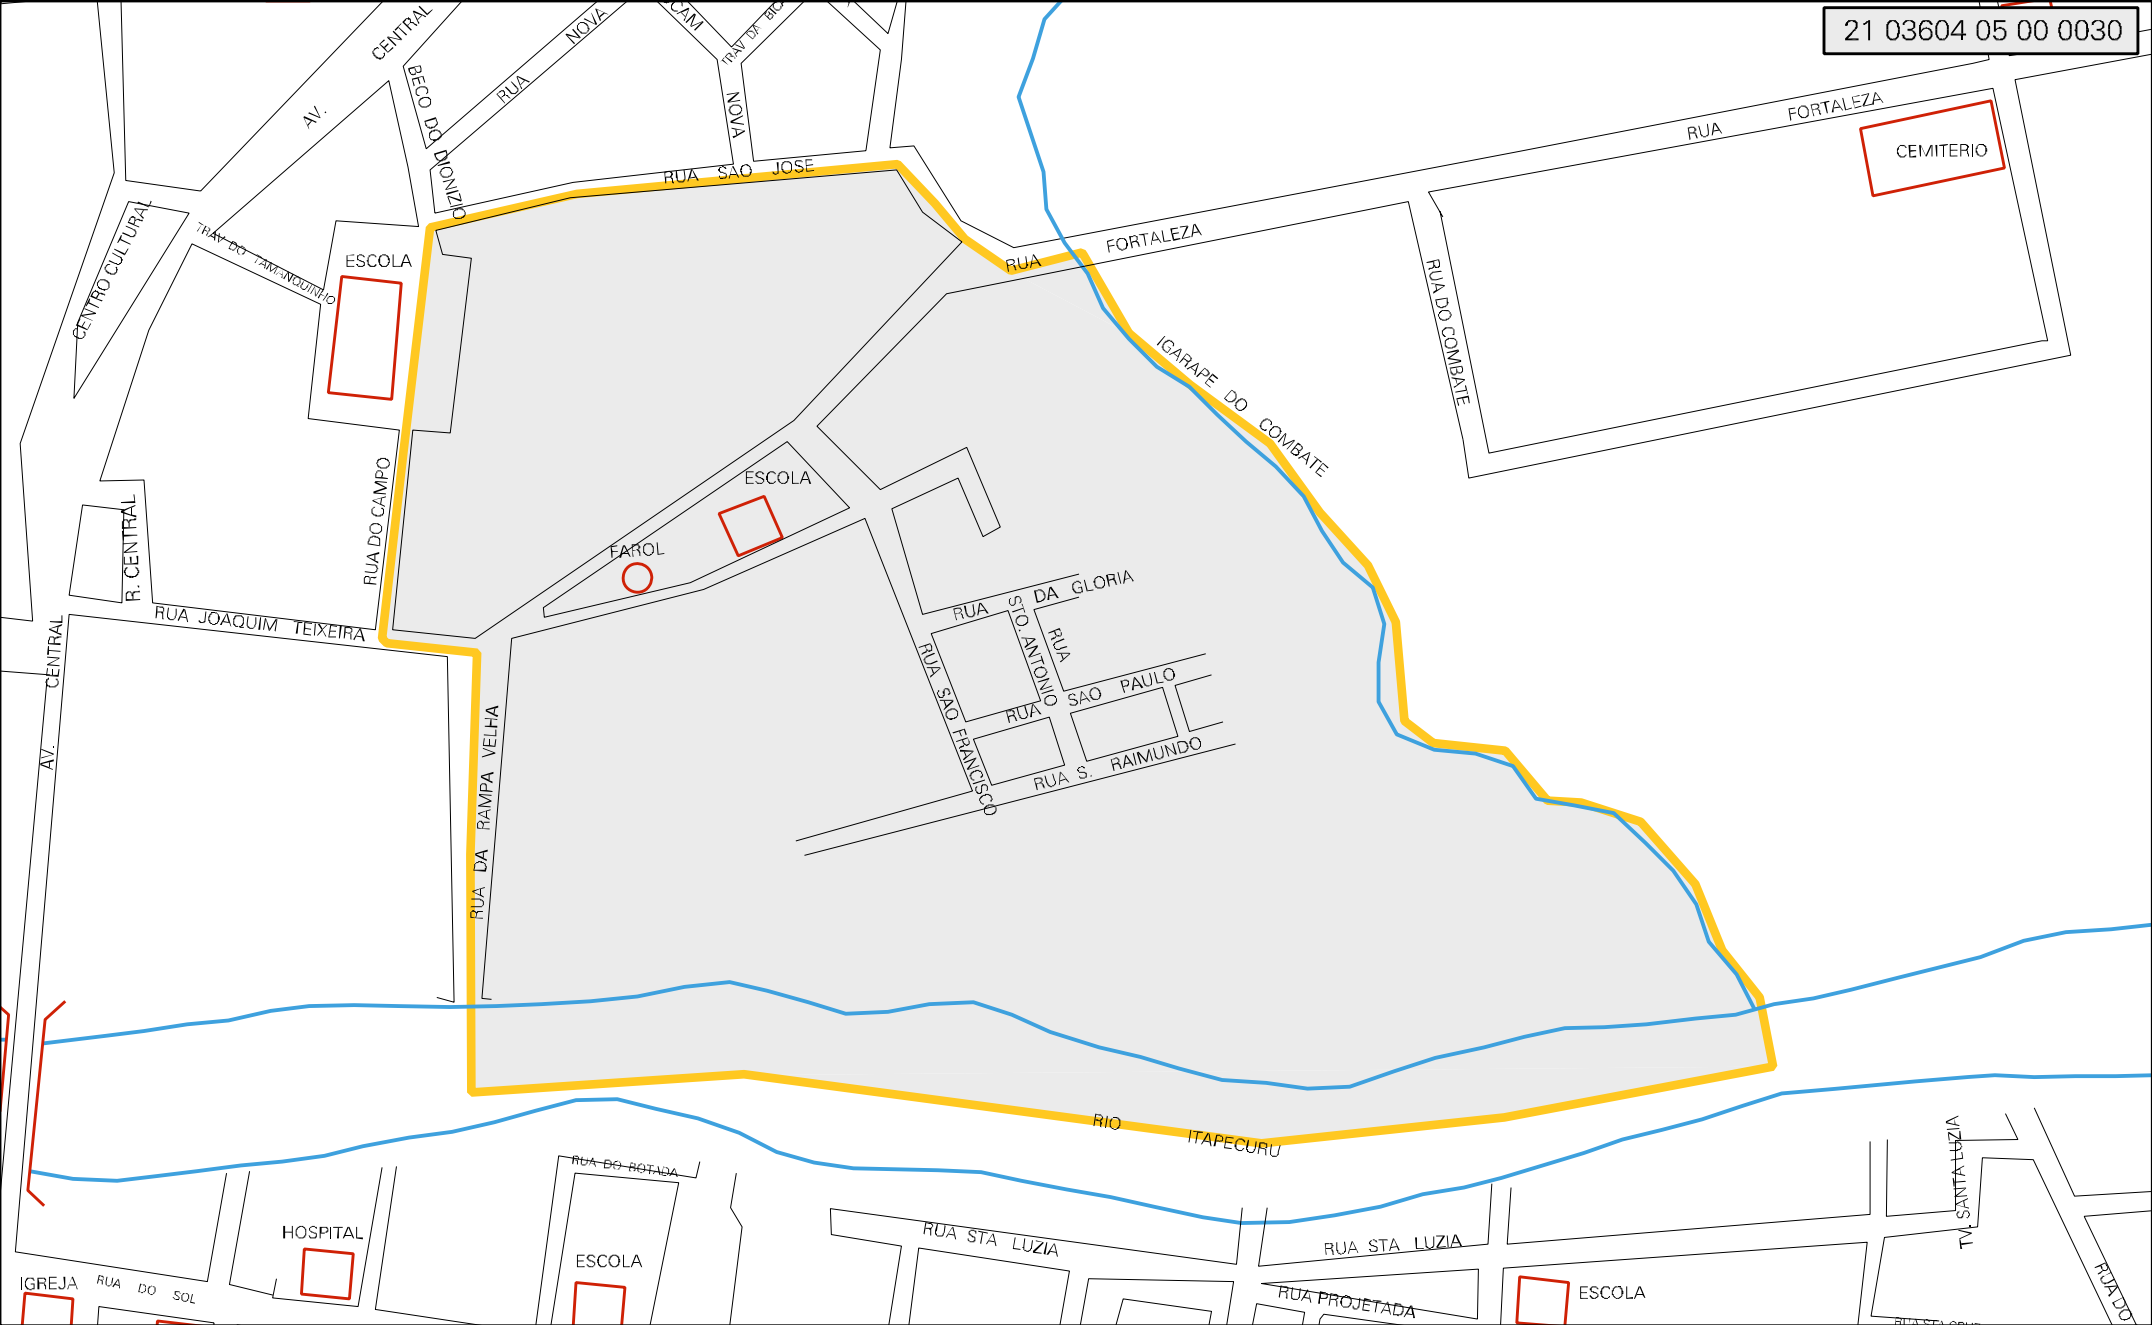 21 03604 05 00 0030
AV. CENTRAL
RUA NOVA
BECO DO DIONIZIO
TRAV DA BICA
NOVA
RUA SAO JOSE
RUA FORTALEZA
CEMITERIO
CENTRO CULTURAL
TRAV DO TAMANQUINHO
ESCOLA
RUA FORTALEZA
RUA DO COMBATE
IGARAPE DO COMBATE
RUA DO CAMPO
ESCOLA
FAROL
R. CENTRAL
RUA JOAQUIM TEIXEIRA
RUA DA GLORIA
RUA STO. ANTONIO
RUA SAO FRANCISCO
RUA SAO PAULO
RUA S. RAIMUNDO
AV. CENTRAL
RUA DA RAMPA VELHA
RIO ITAPECURU
RUA DO ROTADA
TV. SANTA LUZIA
HOSPITAL
ESCOLA
RUA STA LUZIA
RUA STA LUZIA
IGREJA
RUA DO SOL
RUA PROJETADA
ESCOLA
RUA DO